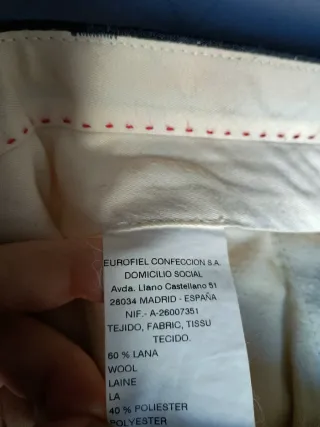 EUROFIEL CONFECCION S.A.
DOMICILIO SOCIAL
Avda. Llano Castellano 51
28034 MADRID - ESPAÑA
NIF.- A-26007351
TEJIDO, FABRIC, TISSU
TECIDO.
60 % LANA
WOOL
LAINE
LA
40 % POLIESTER
POLYESTER